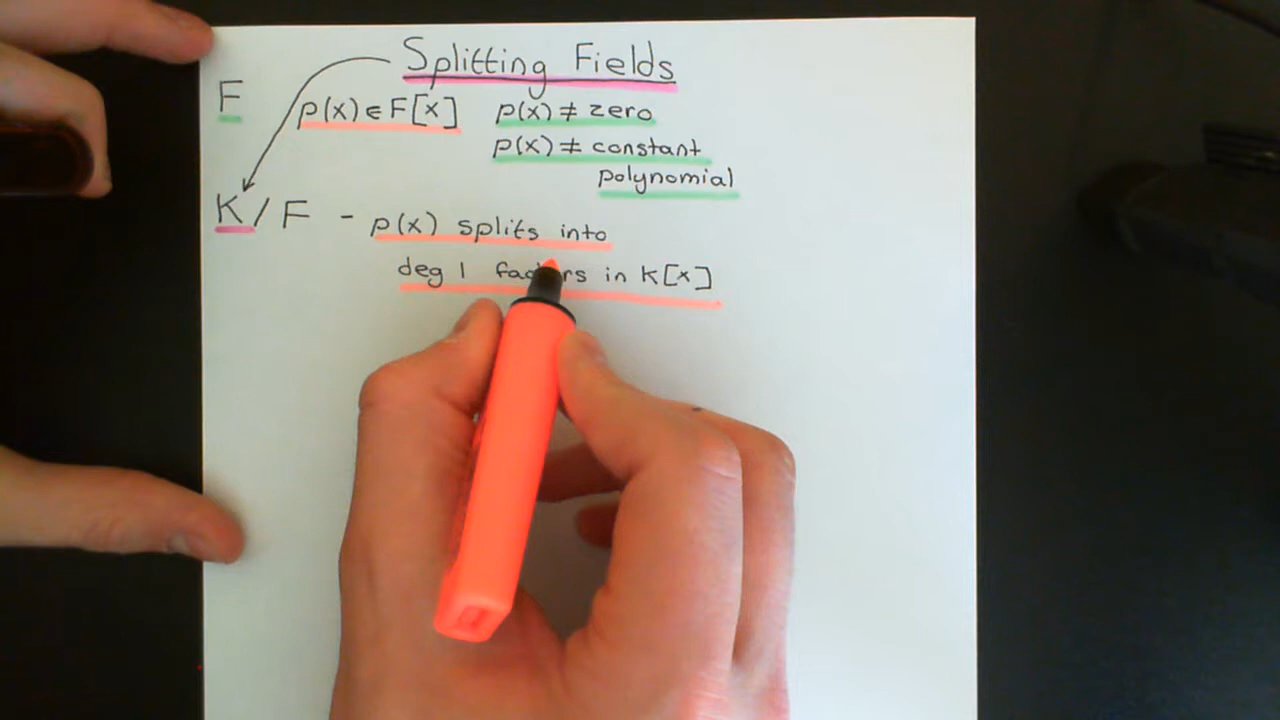 Splitting Fields
F p(x) ∈ F[x] p(x) ≠ zero
p(x) ≠ constant
polynomial
K/F - p(x) splits into
deg 1 in K[x]